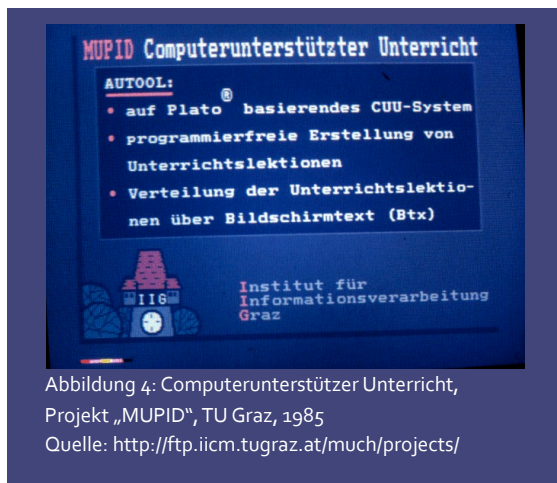 MUPID Computerunterstützter Unterricht
AUTOOL:
• auf Plato® basierendes CUU-System
• programmierfreie Erstellung von
Unterrichtslektionen
• Verteilung der Unterrichtslektio-
nen über Bildschirmtext (Btx)
IIG
Institut für
Informationsverarbeitung
Graz
Abbildung 4: Computerunterstützer Unterricht,
Projekt „MUPID“, TU Graz, 1985
Quelle: http://ftp.iicm.tugraz.at/much/projects/